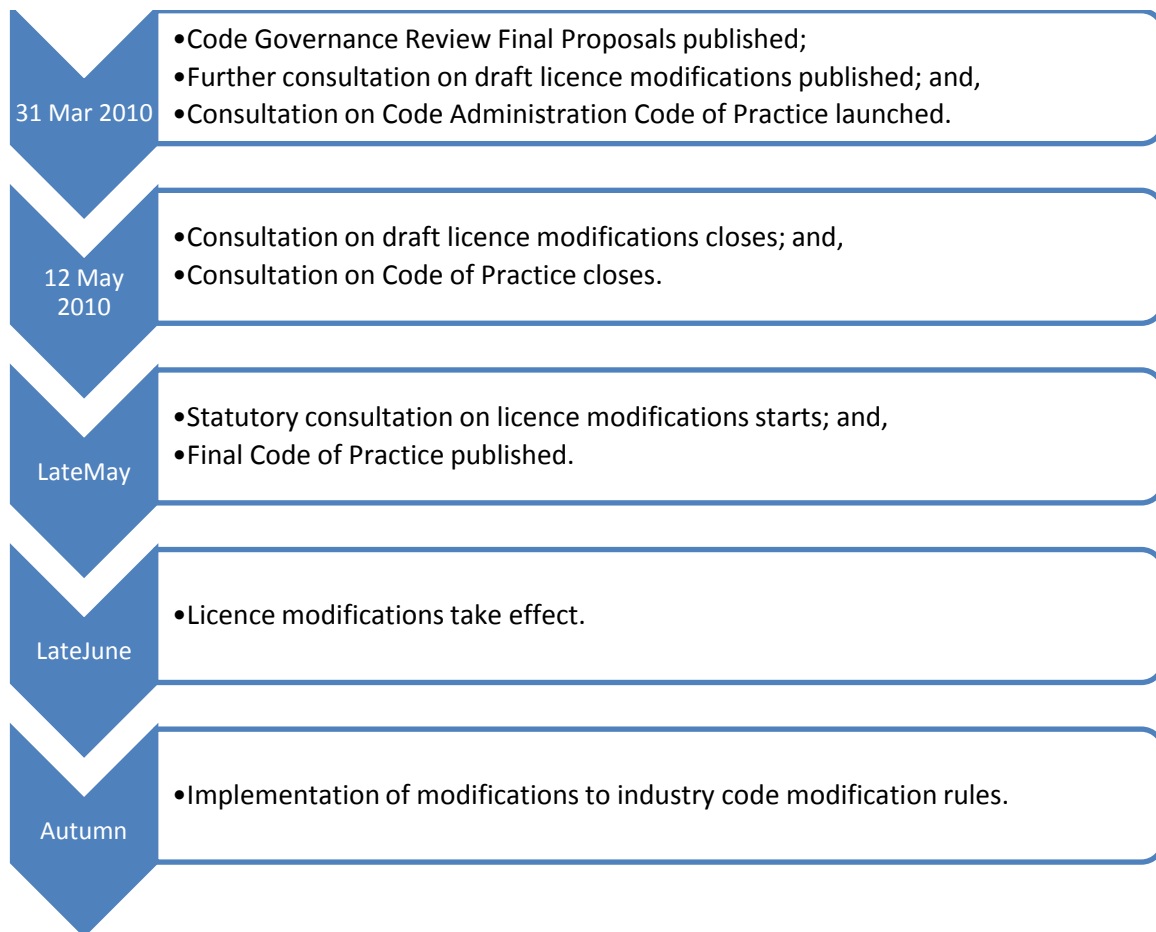 31 Mar 2010
•Code Governance Review Final Proposals published;
•Further consultation on draft licence modifications published; and,
•Consultation on Code Administration Code of Practice launched.
12 May
2010
•Consultation on draft licence modifications closes; and,
•Consultation on Code of Practice closes.
LateMay
•Statutory consultation on licence modifications starts; and,
•Final Code of Practice published.
LateJune
•Licence modifications take effect.
Autumn
•Implementation of modifications to industry code modification rules.